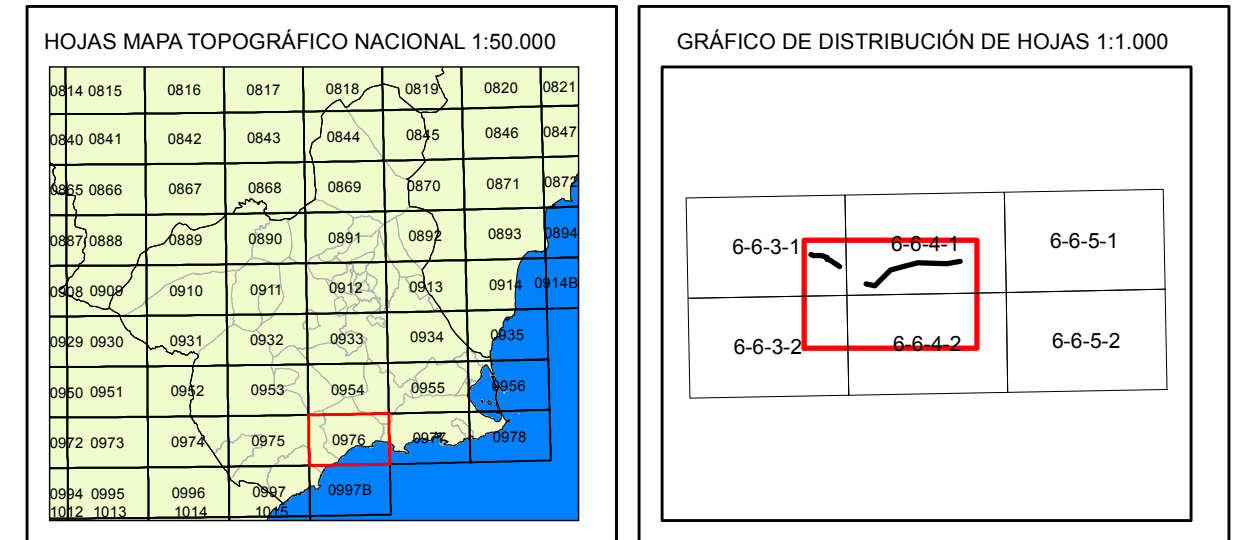 HOJAS MAPA TOPOGRÁFICO NACIONAL 1:50.000
0814 0815 0816 0817 0818 0819 0820 0821
0840 0841 0842 0843 0844 0845 0846 0847
0865 0866 0867 0868 0869 0870 0871 0872
0887 0888 0889 0890 0891 0892 0893 0894
0908 0909 0910 0911 0912 0913 0914 0914B
0929 0930 0931 0932 0933 0934 0935
0950 0951 0952 0953 0954 0955 0956
0972 0973 0974 0975 0976 0977 0978
0994 0995 0996 0997 0997B
1012 1013 1014 1015
GRÁFICO DE DISTRIBUCIÓN DE HOJAS 1:1.000
6-6-3-1 6-6-4-1 6-6-5-1
6-6-3-2 6-6-4-2 6-6-5-2